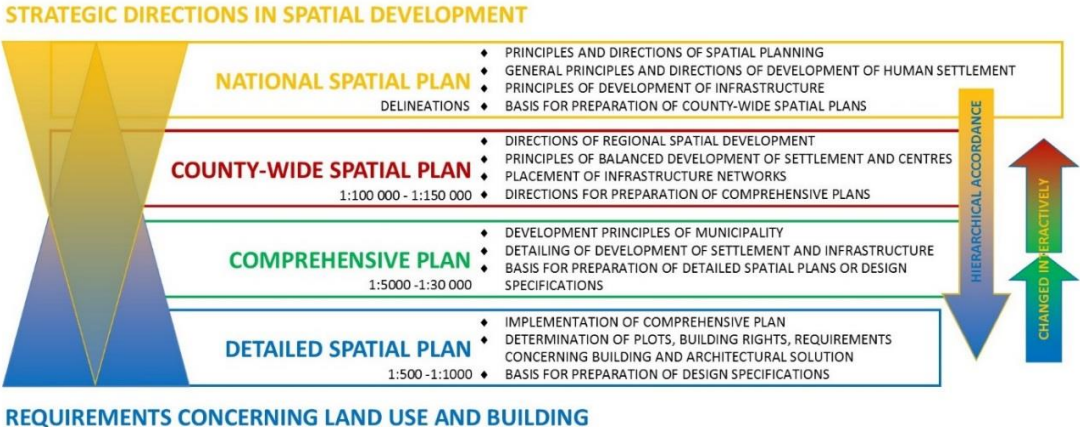 STRATEGIC DIRECTIONS IN SPATIAL DEVELOPMENT
NATIONAL SPATIAL PLAN
DELINEATIONS
♦ PRINCIPLES AND DIRECTIONS OF SPATIAL PLANNING
♦ GENERAL PRINCIPLES AND DIRECTIONS OF DEVELOPMENT OF HUMAN SETTLEMENT
♦ PRINCIPLES OF DEVELOPMENT OF INFRASTRUCTURE
♦ BASIS FOR PREPARATION OF COUNTY-WIDE SPATIAL PLANS
COUNTY-WIDE SPATIAL PLAN
1:100 000 - 1:150 000
♦ DIRECTIONS OF REGIONAL SPATIAL DEVELOPMENT
♦ PRINCIPLES OF BALANCED DEVELOPMENT OF SETTLEMENT AND CENTRES
♦ PLACEMENT OF INFRASTRUCTURE NETWORKS
♦ DIRECTIONS FOR PREPARATION OF COMPREHENSIVE PLANS
COMPREHENSIVE PLAN
1:5000 -1:30 000
♦ DEVELOPMENT PRINCIPLES OF MUNICIPALITY
♦ DETAILING OF DEVELOPMENT OF SETTLEMENT AND INFRASTRUCTURE
♦ BASIS FOR PREPARATION OF DETAILED SPATIAL PLANS OR DESIGN
SPECIFICATIONS
DETAILED SPATIAL PLAN
1:500 -1:1000
♦ IMPLEMENTATION OF COMPREHENSIVE PLAN
♦ DETERMINATION OF PLOTS, BUILDING RIGHTS, REQUIREMENTS
CONCERNING BUILDING AND ARCHITECTURAL SOLUTION
♦ BASIS FOR PREPARATION OF DESIGN SPECIFICATIONS
HIERARCHICAL ACCORDANCE
CHANGED INTERACTIVELY
REQUIREMENTS CONCERNING LAND USE AND BUILDING